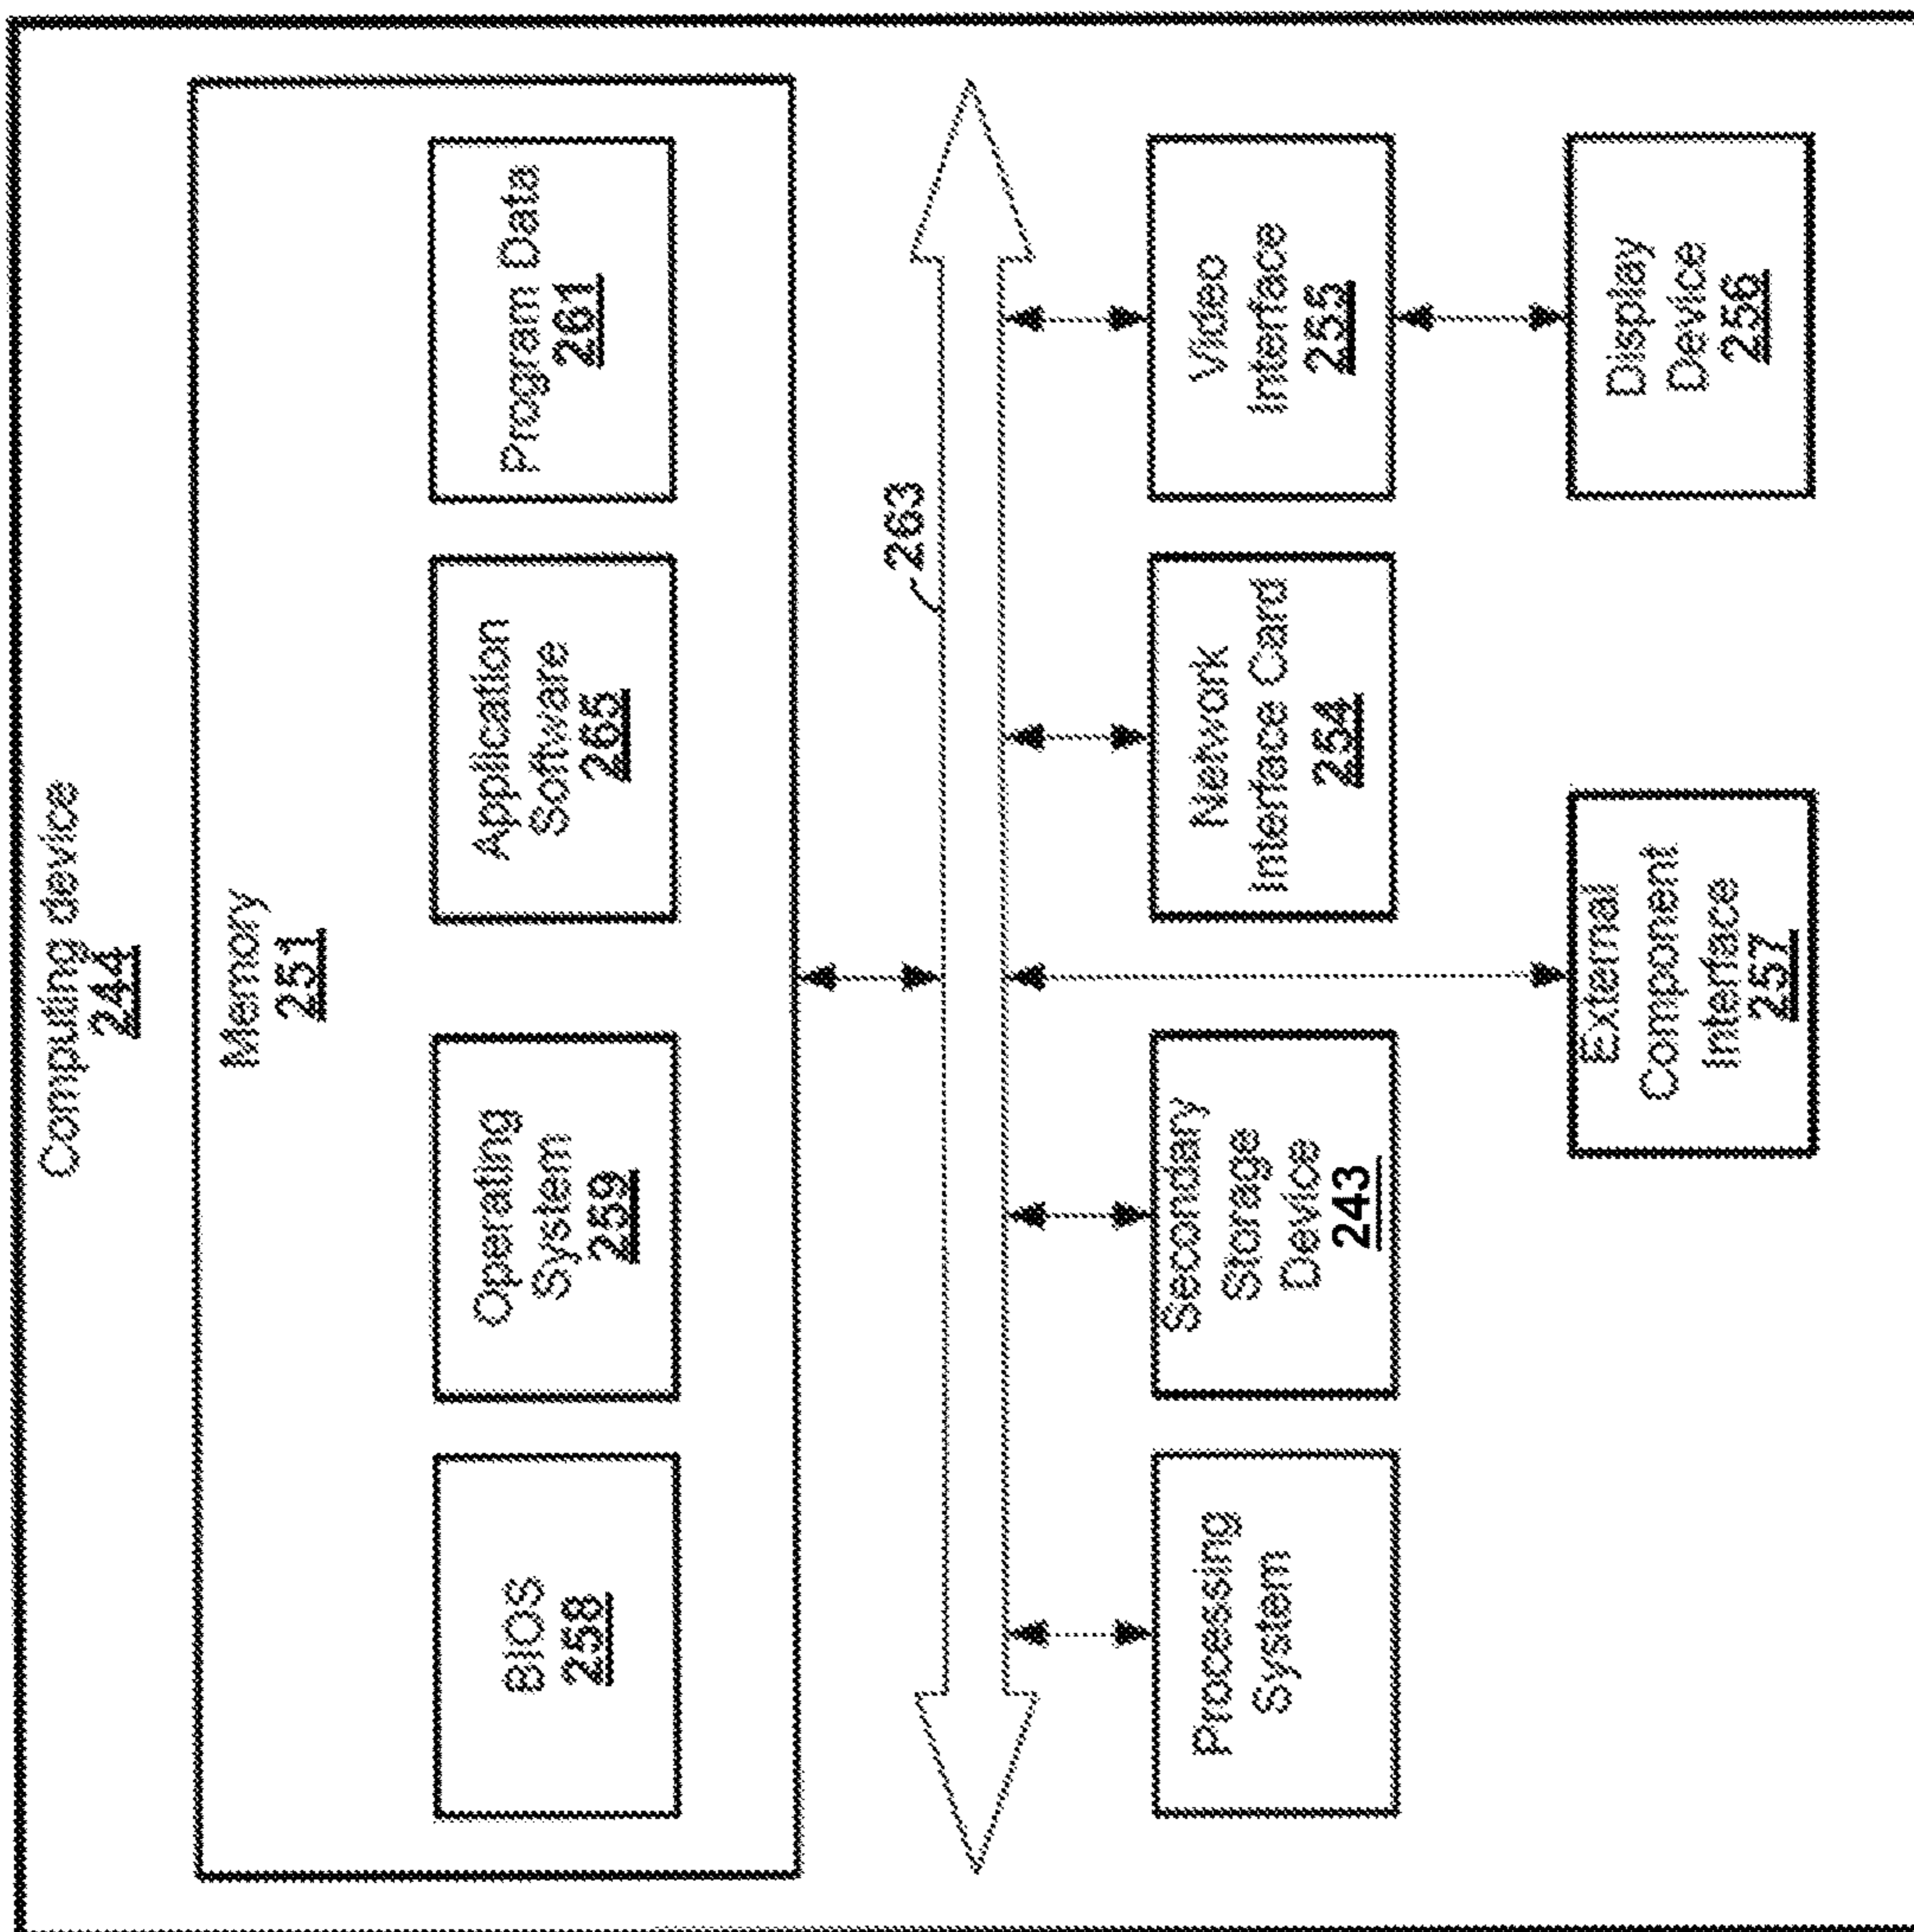 Computing device
244
Memory
251
BIOS
258
Operating
System
259
Application
Software
265
Program Data
261
263
Processing
System
Secondary
Storage
Device
243
Network
Interface Card
254
Video
Interface
255
External
Component
Interface
257
Display
Device
256